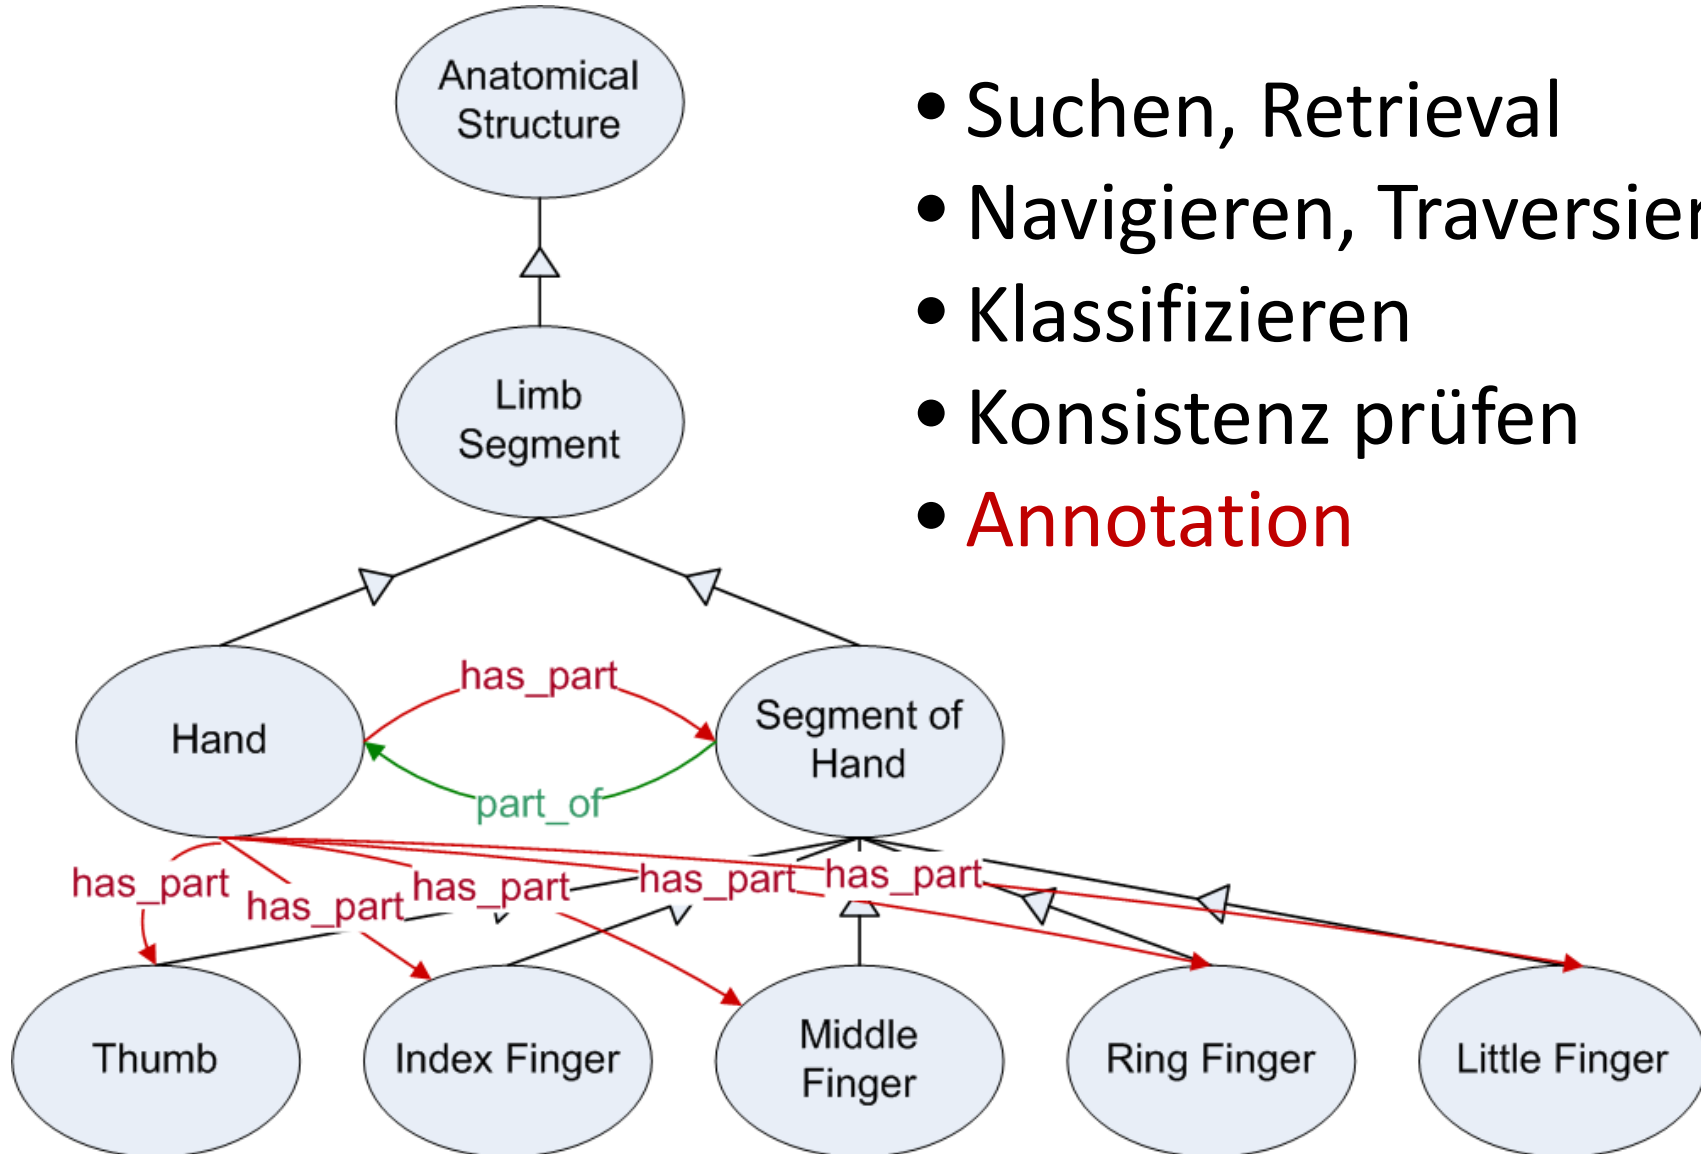 Anatomical
Structure
• Suchen, Retrieval
• Navigieren, Traversier
• Klassifizieren
• Konsistenz prüfen
• Annotation
Limb
Segment
Hand
has_part
Segment of
Hand
part_of
has_part
has_part
has_part
has_part
has_part
Thumb
Index Finger
Middle
Finger
Ring Finger
Little Finger